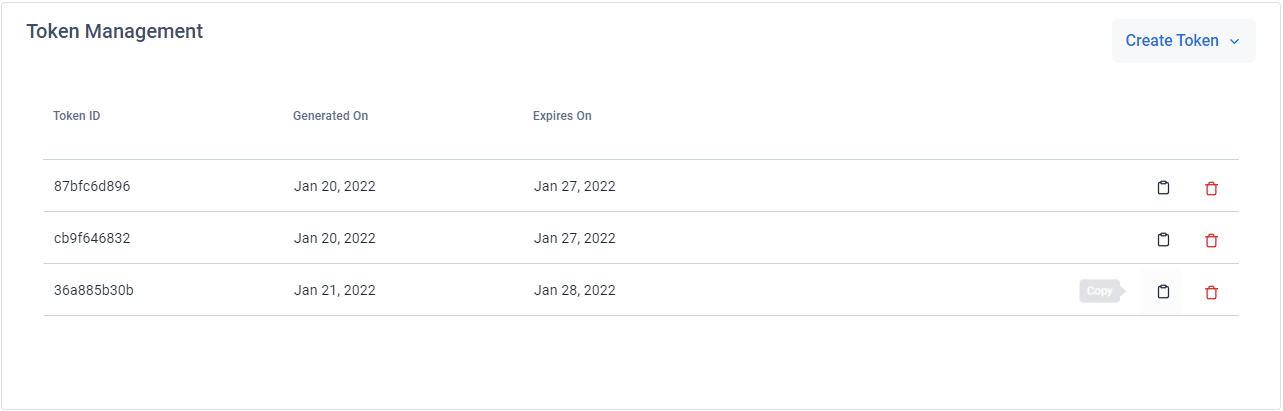 Token Management
Create Token
Token ID Generated On Expires On
87bfc6d896 Jan 20, 2022 Jan 27, 2022
cb9f646832 Jan 20, 2022 Jan 27, 2022
36a885b30b Jan 21, 2022 Jan 28, 2022 Copy